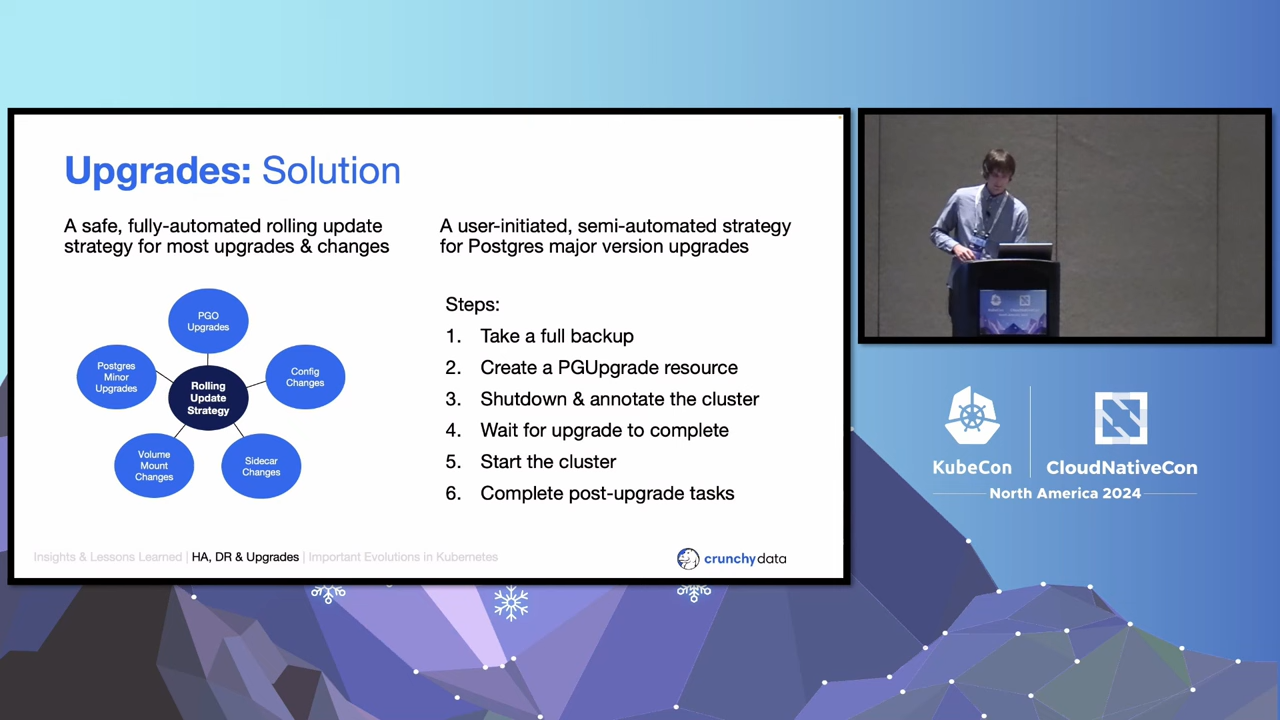 Upgrades: Solution
A safe, fully-automated rolling update
strategy for most upgrades & changes
PGO
Upgrades
Postgres
Minor
Upgrades
Config
Changes
Rolling
Update
Strategy
Volume
Mount
Changes
Sidecar
Changes
A user-initiated, semi-automated strategy
for Postgres major version upgrades
Steps:
1. Take a full backup
2. Create a PGUpgrade resource
3. Shutdown & annotate the cluster
4. Wait for upgrade to complete
5. Start the cluster
6. Complete post-upgrade tasks
Insights & Lessons Learned | HA, DR & Upgrades | Important Evolutions in Kubernetes
crunchydata
KubeCon
CloudNativeCon
North America 2024